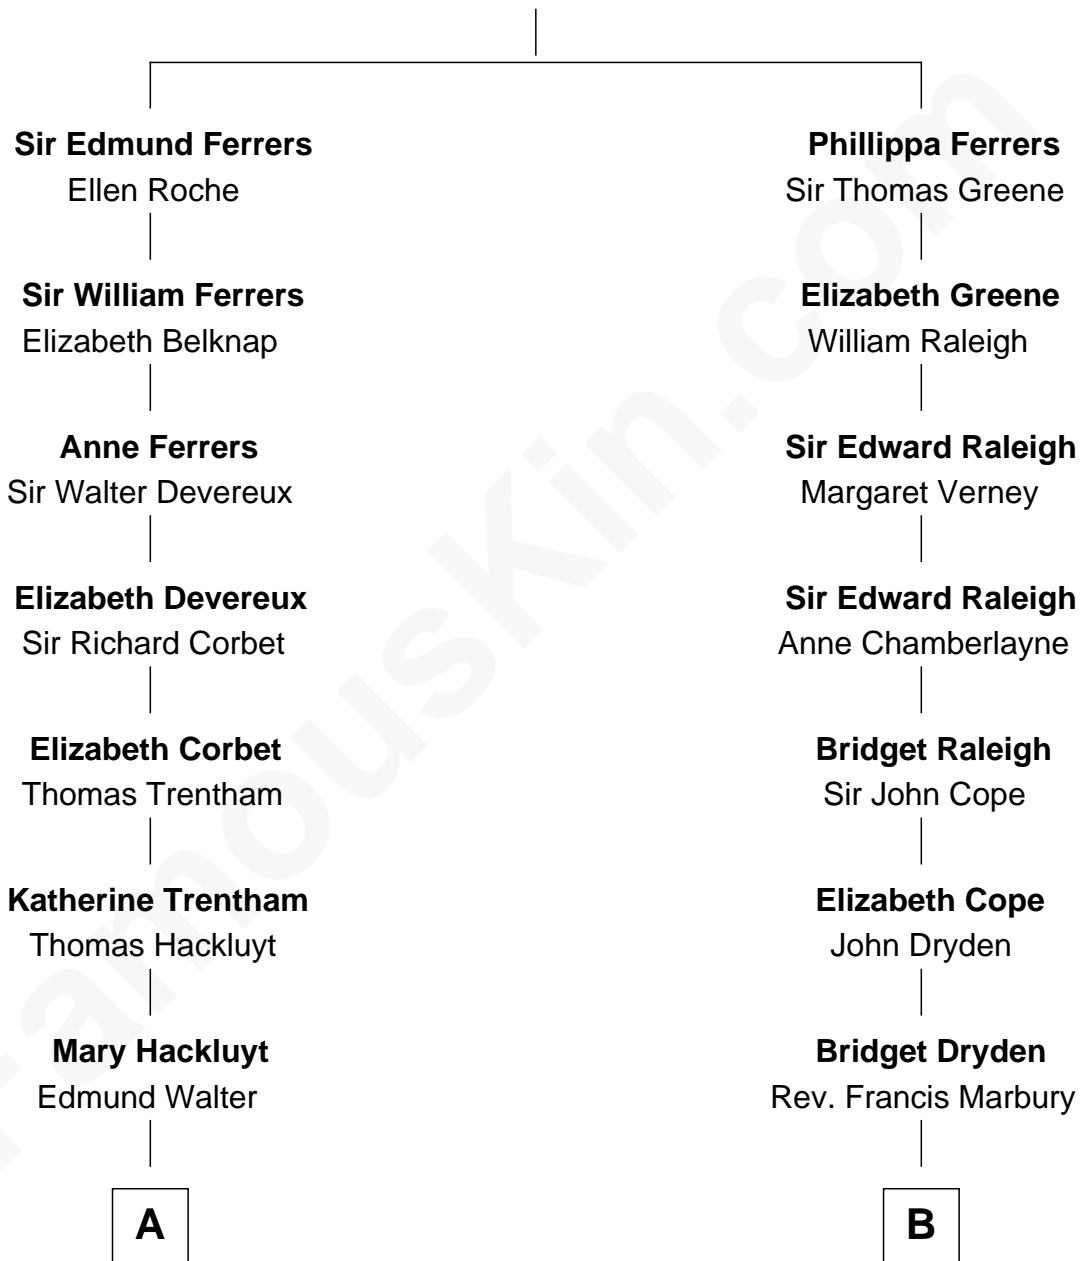 Sir Edmund Ferrers
Ellen Roche
Sir William Ferrers
Elizabeth Belknap
Anne Ferrers
Sir Walter Devereux
Elizabeth Devereux
Sir Richard Corbet
Elizabeth Corbet
Thomas Trentham
Katherine Trentham
Thomas Hackluyt
Mary Hackluyt
Edmund Walter
A
Phillippa Ferrers
Sir Thomas Greene
Elizabeth Greene
William Raleigh
Sir Edward Raleigh
Margaret Verney
Sir Edward Raleigh
Anne Chamberlayne
Bridget Raleigh
Sir John Cope
Elizabeth Cope
John Dryden
Bridget Dryden
Rev. Francis Marbury
B
FamousKin.com